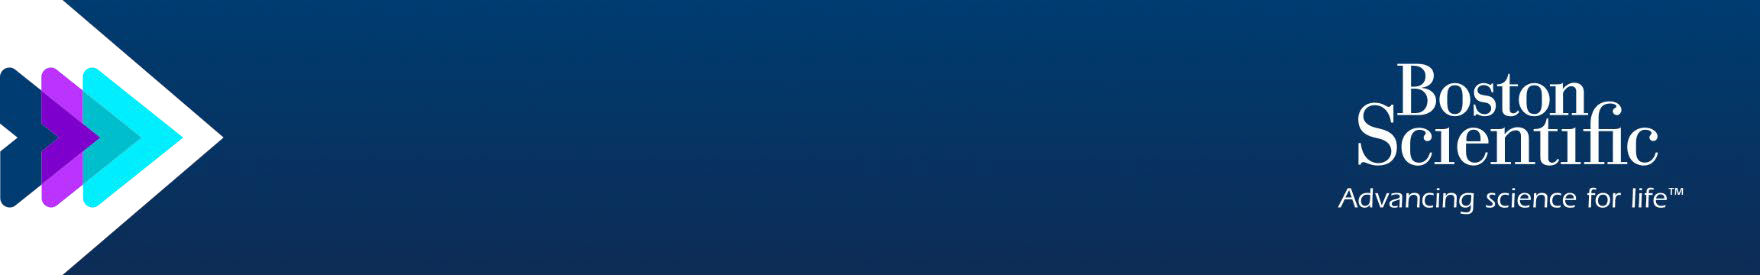 Boston
Scientific
Advancing science for life™